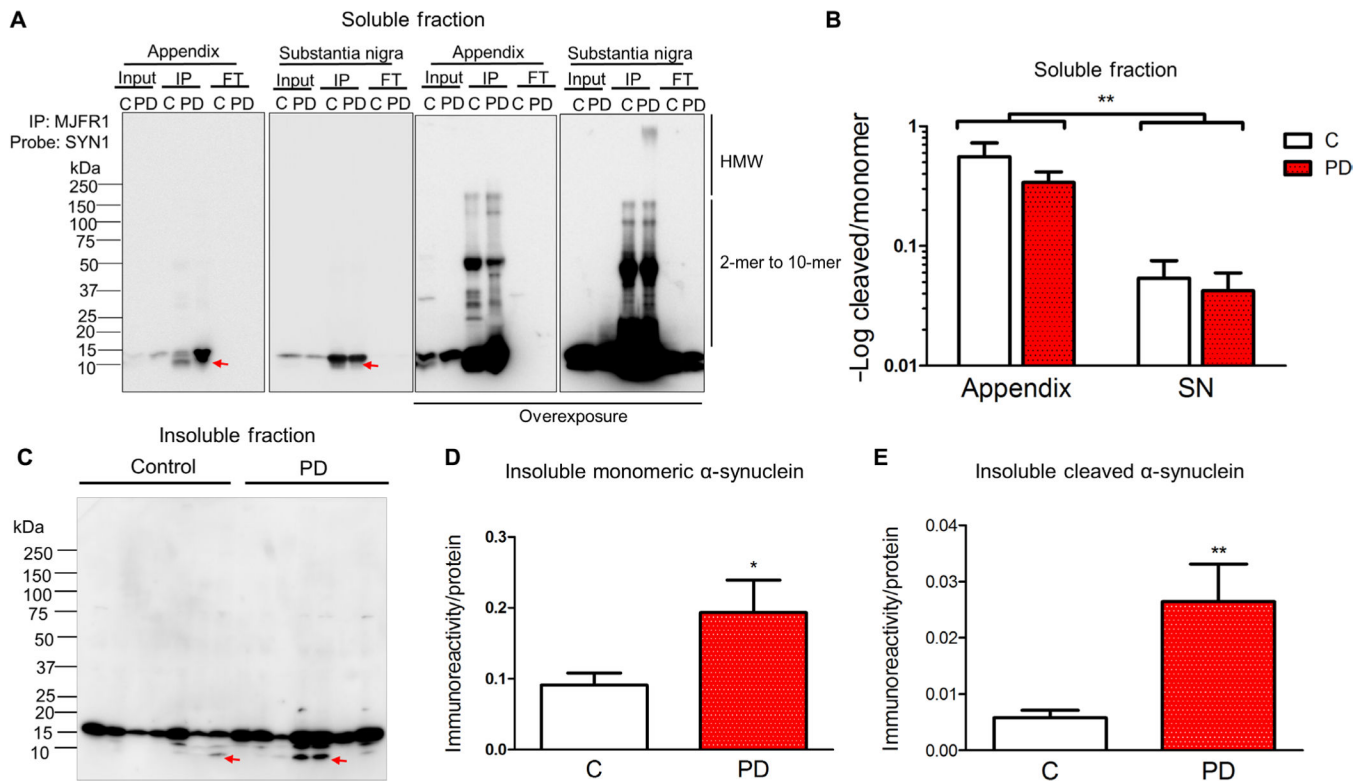 A
Soluble fraction
Appendix
Substantia nigra
Appendix
Substantia nigra
Input IP FT
Input IP FT
Input IP FT
Input IP FT
C PD C PD C PD
C PD C PD C PD
C PD C PD C PD
C PD C PD C PD
IP: MJFR1
Probe: SYN1
kDa
250
150
100
75
50
37
25
20
15
10
HMW
2-mer to 10-mer
Overexposure
B
Soluble fraction
**
–Log cleaved/monomer
1
0.1
0.01
Appendix
SN
C
PD
C
Insoluble fraction
Control
PD
kDa
250
150
100
75
50
37
25
20
15
10
D
Insoluble monomeric α-synuclein
Immunoreactivity/protein
0.3
0.2
0.1
0.0
*
C
PD
E
Insoluble cleaved α-synuclein
Immunoreactivity/protein
0.04
0.03
0.02
0.01
0.00
**
C
PD